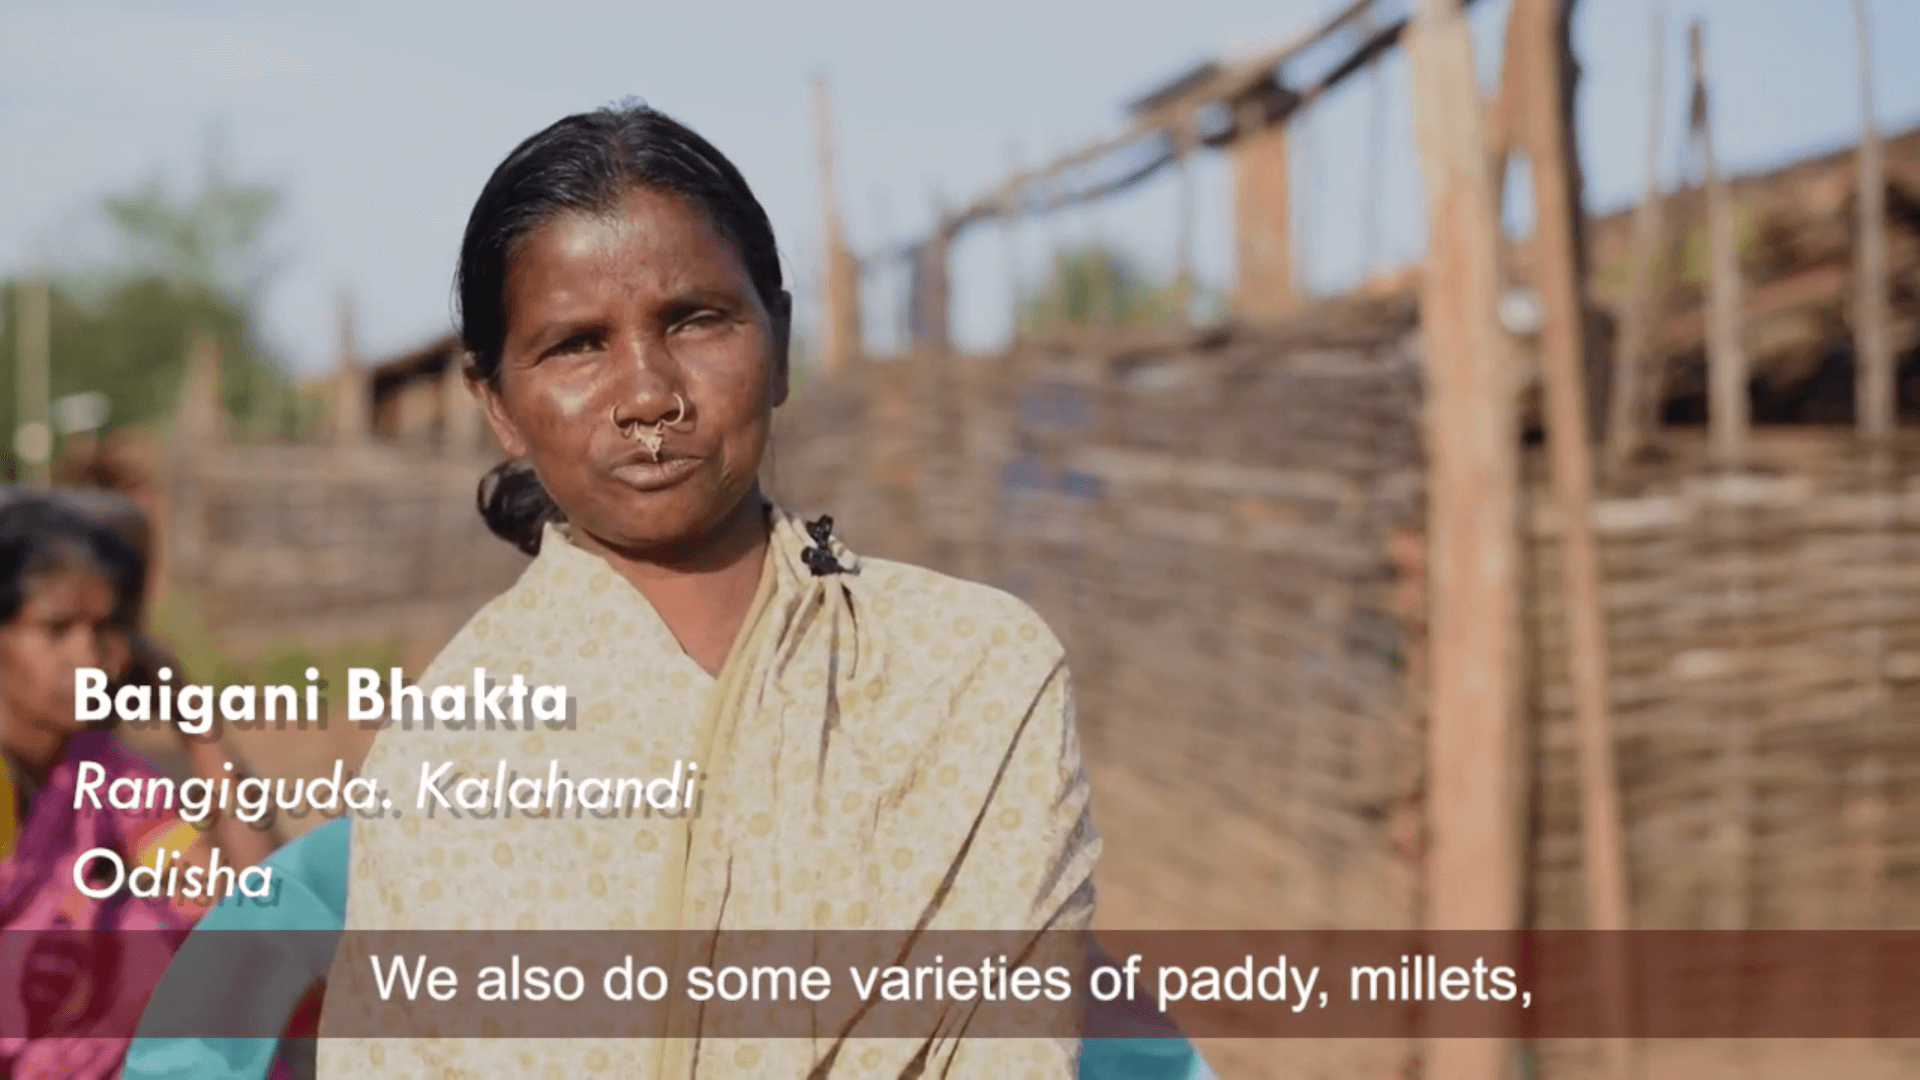 Baigani Bhakta
Rangiguda. Kalahandi
Odisha
We also do some varieties of paddy, millets,